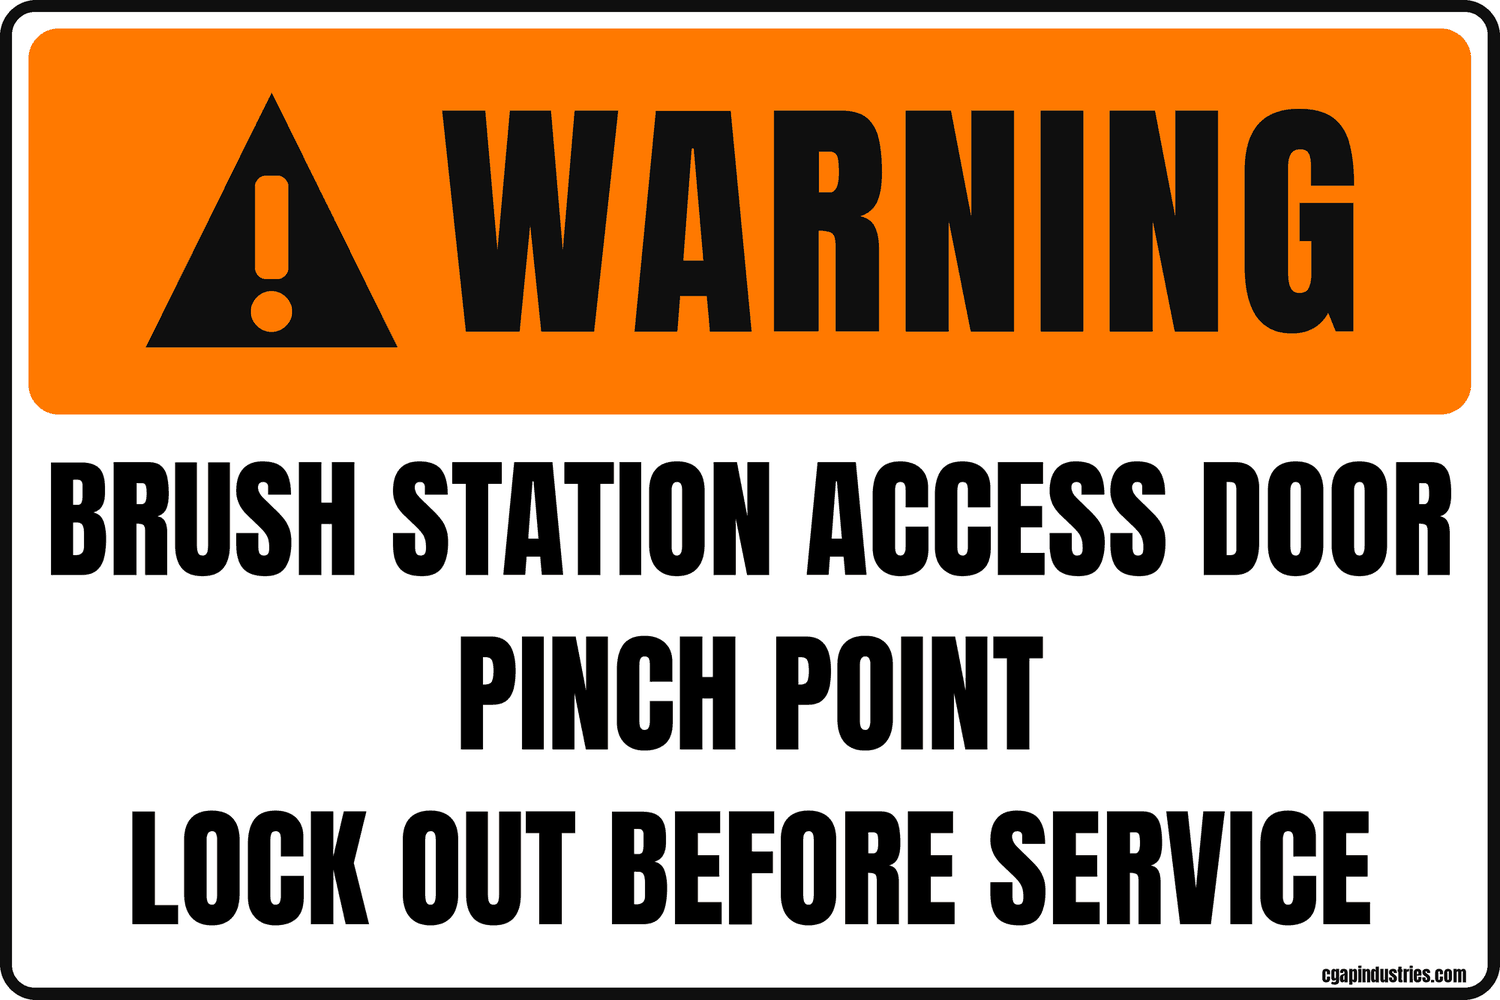 WARNING
BRUSH STATION ACCESS DOOR
PINCH POINT
LOCK OUT BEFORE SERVICE
cgapindustries.com